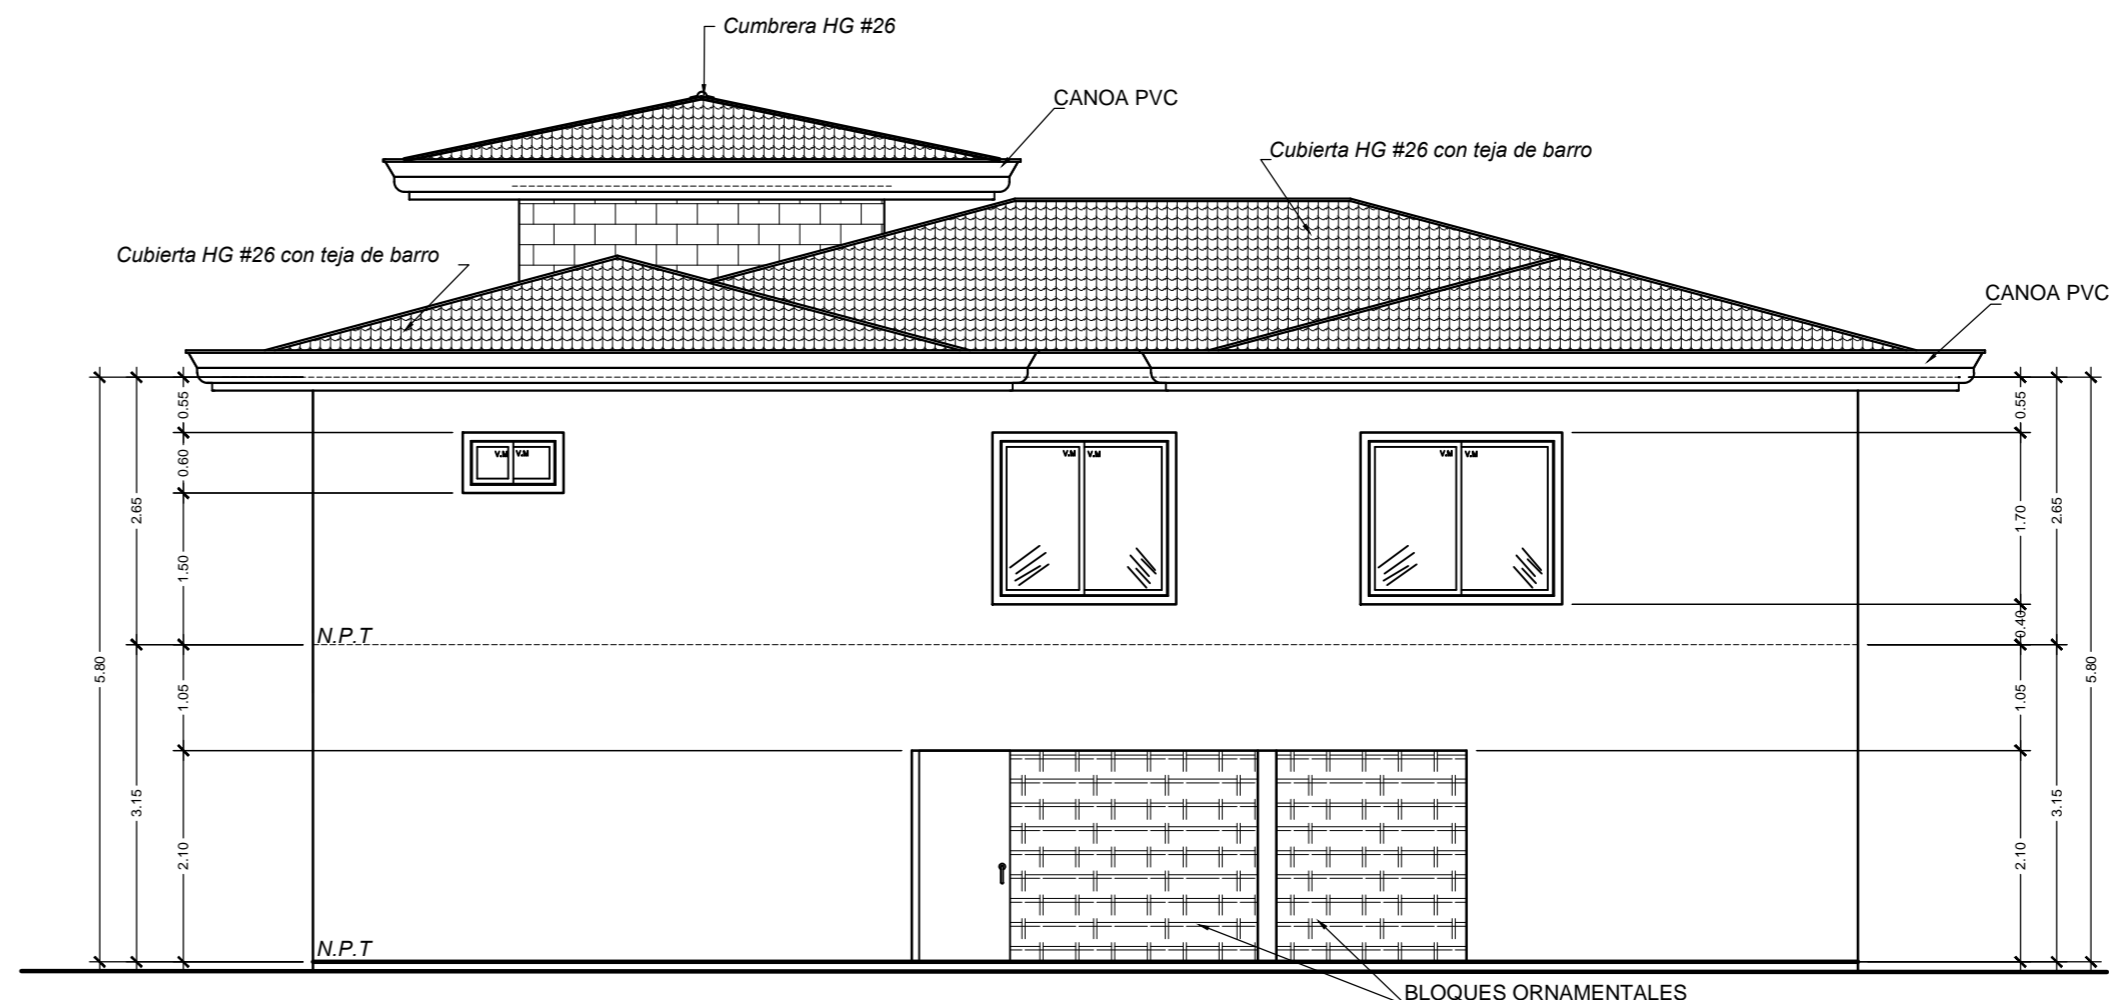 Cumbrera HG #26
CANOA PVC
Cubierta HG #26 con teja de barro
Cubierta HG #26 con teja de barro
CANOA PVC
0.55
0.60
2.65
1.50
5.80
1.05
3.15
2.10
V.M V.M
V.M V.M
V.M V.M
N.P.T
N.P.T
0.55
1.70
2.65
0.40
5.80
1.05
3.15
2.10
BLOQUES ORNAMENTALES